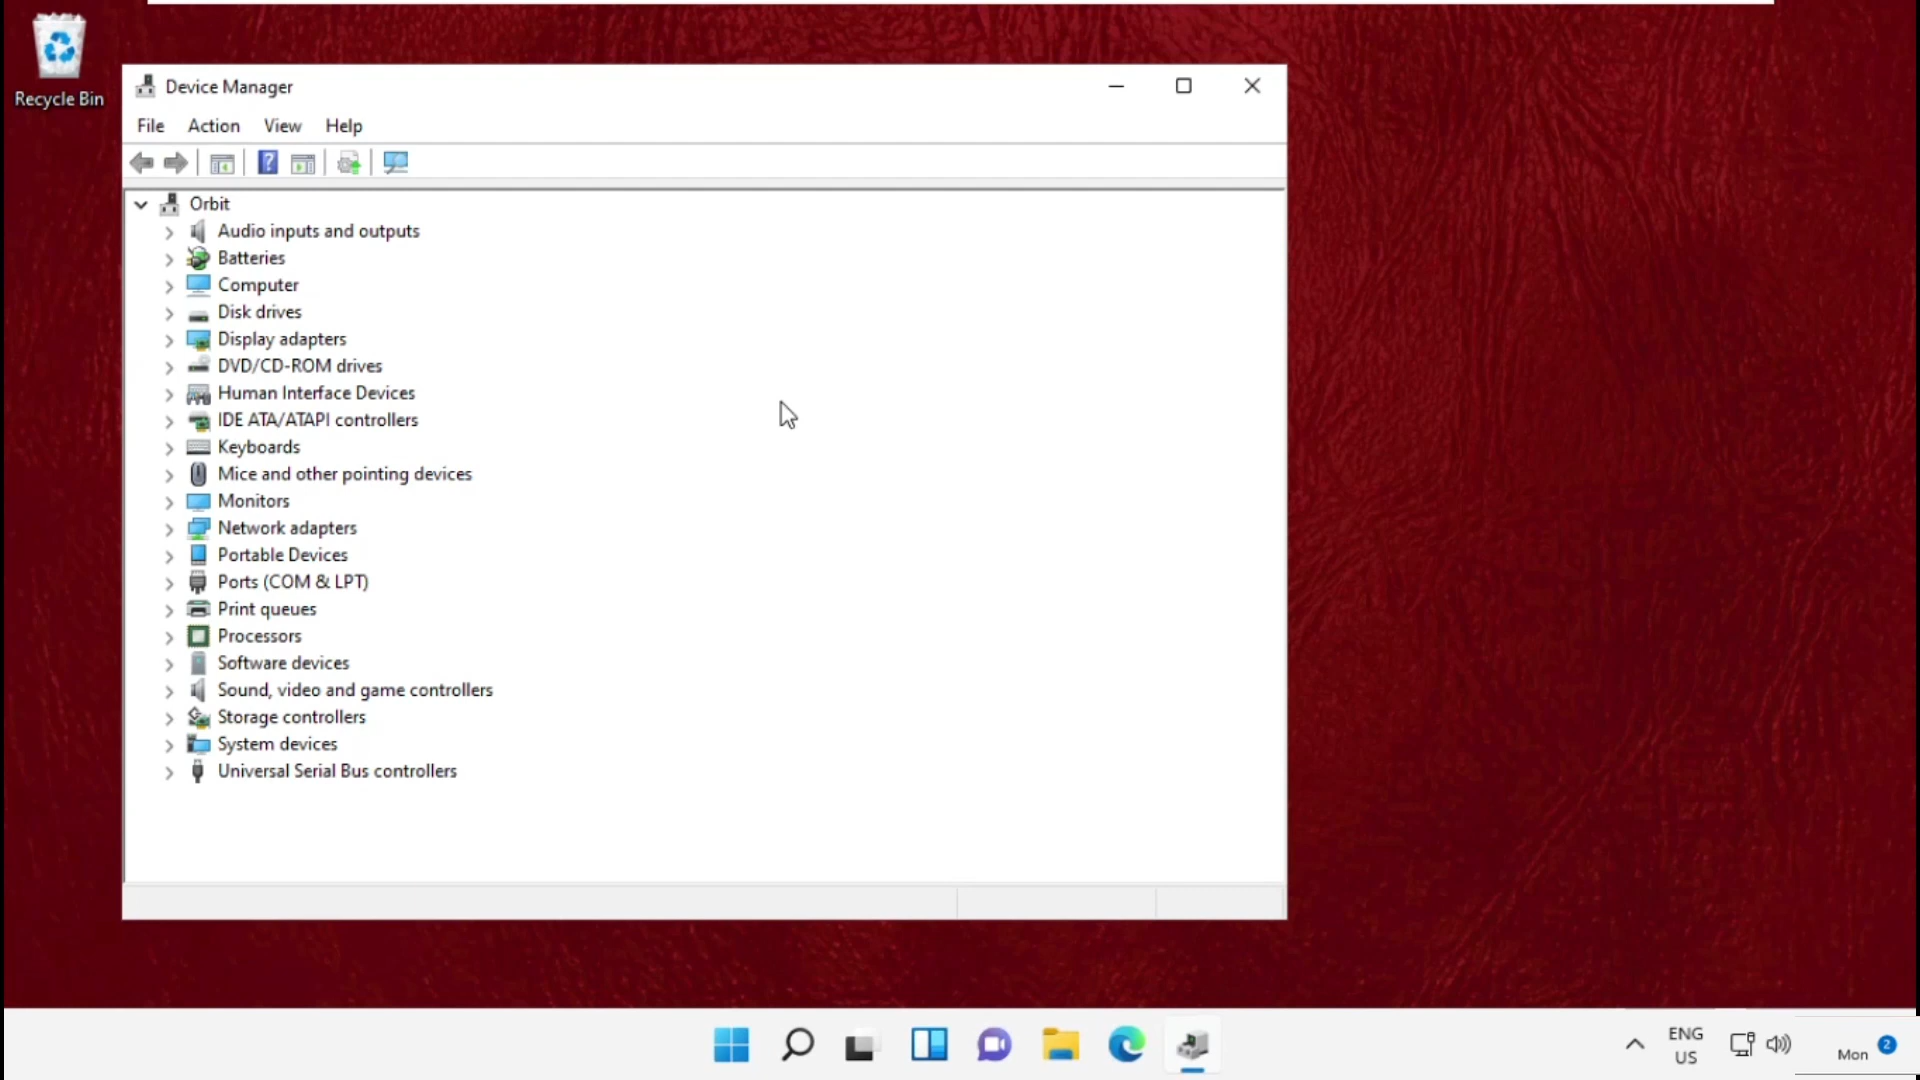 Recycle Bin
Device Manager
File Action View Help
Orbit
Audio inputs and outputs
Batteries
Computer
Disk drives
Display adapters
DVD/CD-ROM drives
Human Interface Devices
IDE ATA/ATAPI controllers
Keyboards
Mice and other pointing devices
Monitors
Network adapters
Portable Devices
Ports (COM & LPT)
Print queues
Processors
Software devices
Sound, video and game controllers
Storage controllers
System devices
Universal Serial Bus controllers
ENG
US
Mon 2